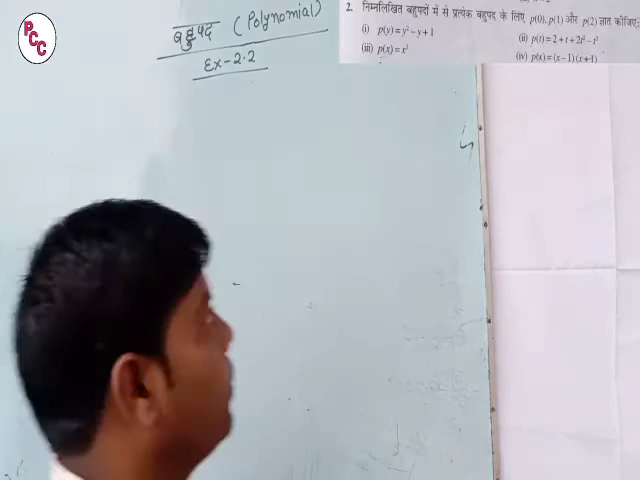 PCC
बहुपद (Polynomial)
Ex-2.2
2. निम्नलिखित बहुपदों में से प्रत्येक बहुपद के लिए p(0), p(1) और p(2) ज्ञात कीजिए:
(i) p(y) = y² – y + 1
(ii) p(t) = 2 + t + 2t² – t³
(iii) p(x) = x³
(iv) p(x) = (x – 1) (x + 1)